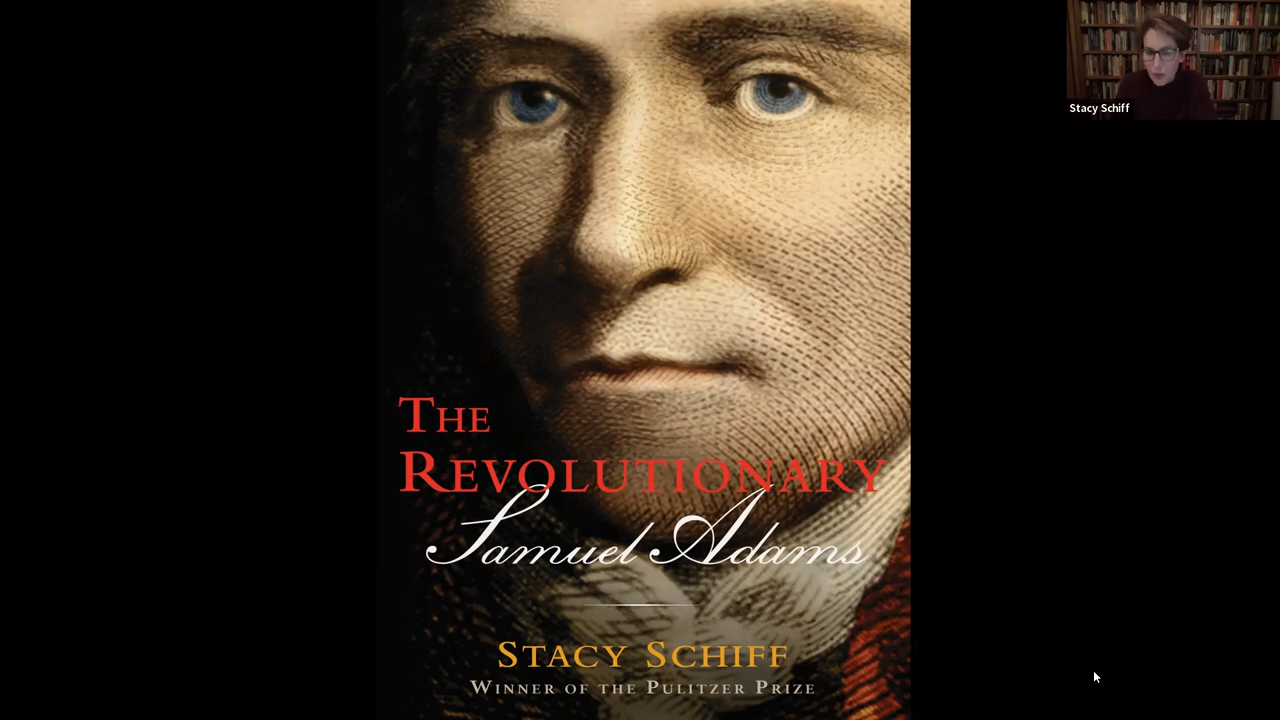 THE
REVOLUTIONARY
Samuel Adams
STACY SCHIFF
WINNER OF THE PULITZER PRIZE
Stacy Schiff